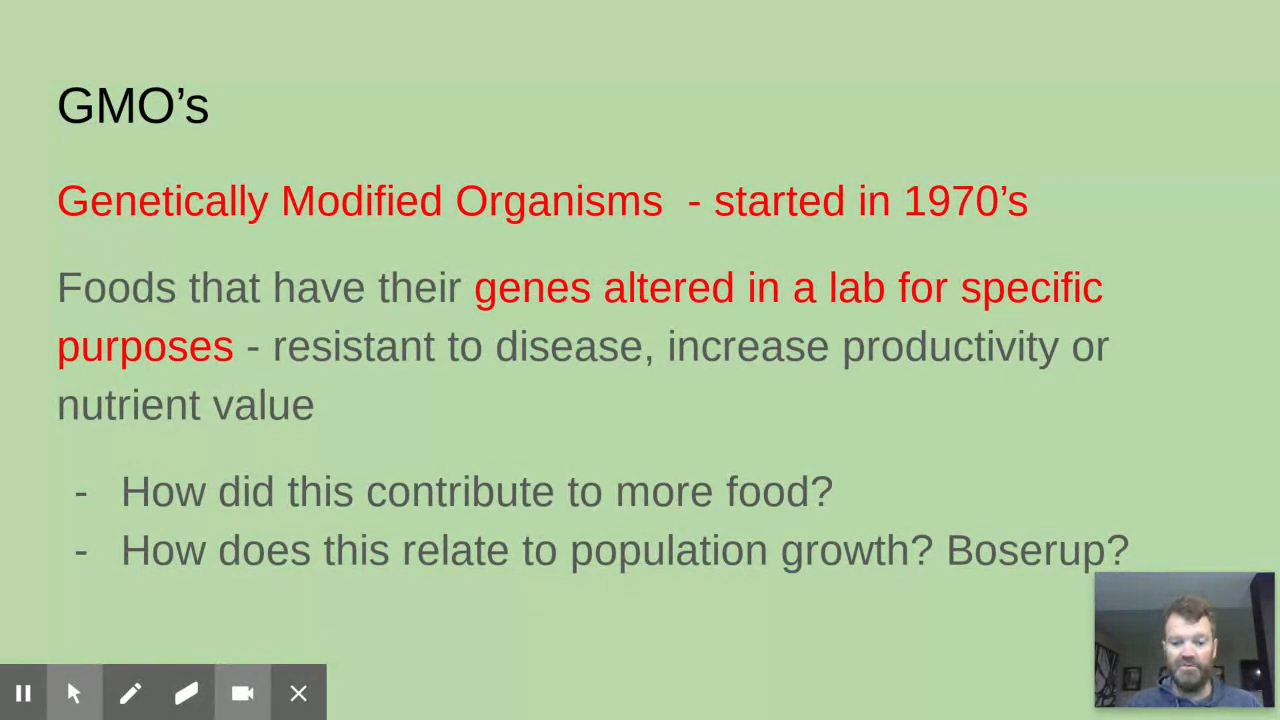 GMO’s
Genetically Modified Organisms  - started in 1970’s
Foods that have their genes altered in a lab for specific
purposes - resistant to disease, increase productivity or
nutrient value
- How did this contribute to more food?
- How does this relate to population growth? Boserup?